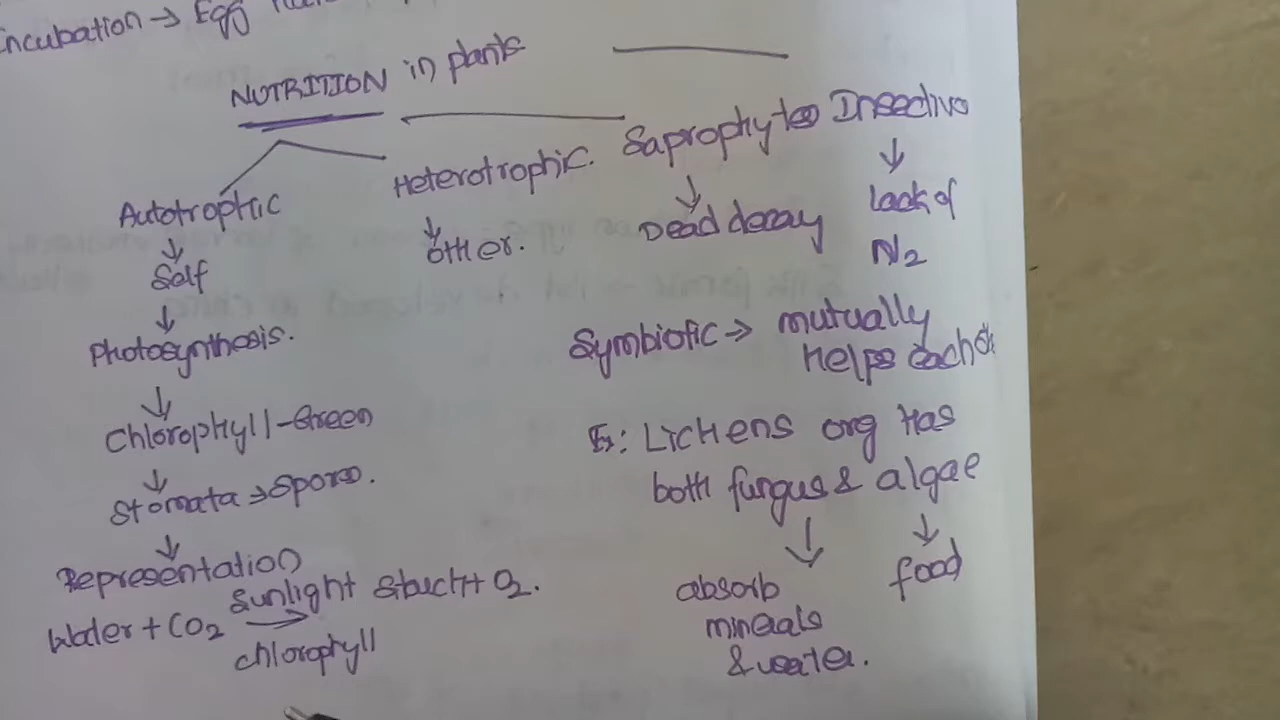 Incubation → Egg
NUTRITION in plants
Autotrophic
↓
Self
↓
Photosynthesis.
↓
Chlorophyll-Green
↓
Stomata → Spores.
↓
Representation
Water + CO2 sunlight → chlorophyll Starch + O2.
Heterotrophic.
↓
other.
Saprophytes
↓
Dead decay
Insectivo
↓
Lack of
N2
Symbiotic → mutually
Helps each o
Ex: LicHens org Has
both fungus & algae
↓ ↓
absorb food
minerals
& water.